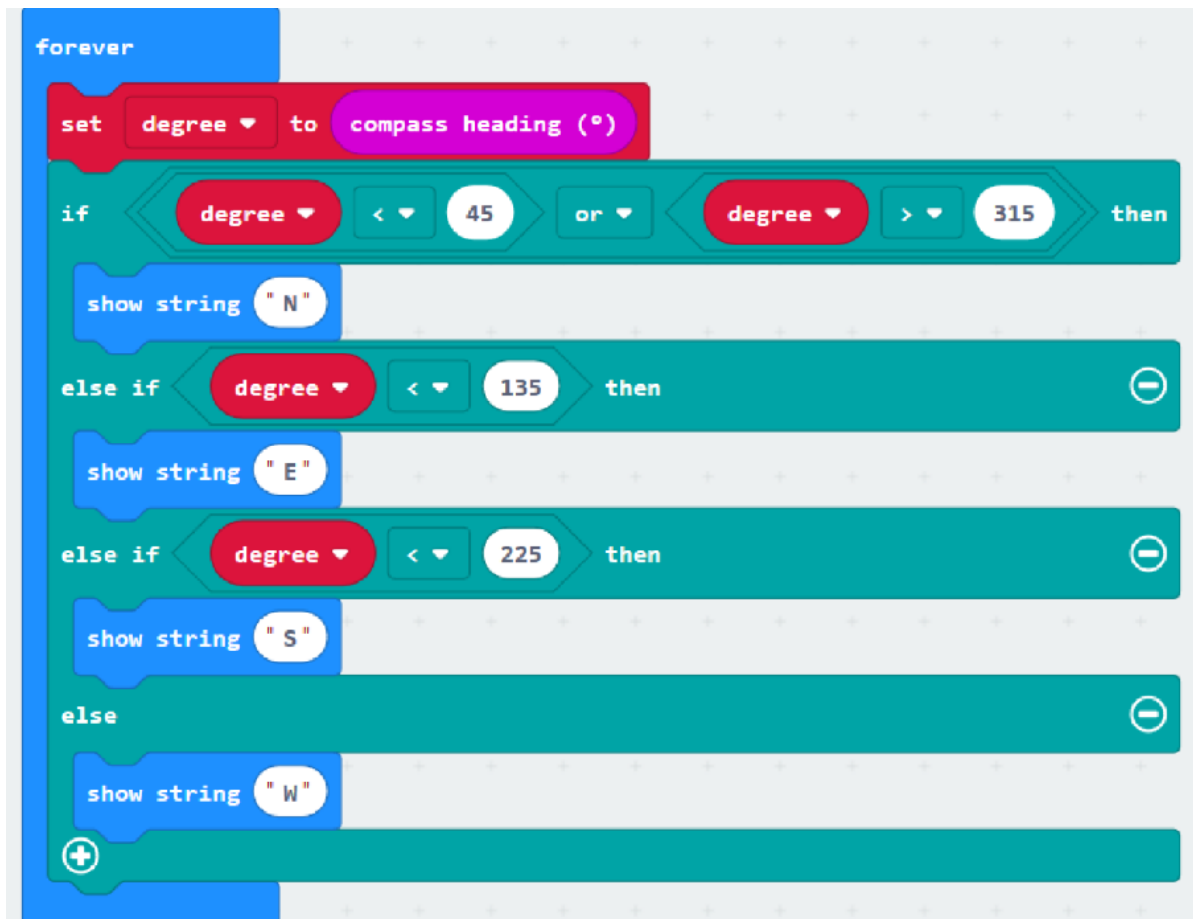 forever
set degree to compass heading (°)
if degree < 45 or degree > 315 then
show string "N"
else if degree < 135 then
show string "E"
else if degree < 225 then
show string "S"
else
show string "W"